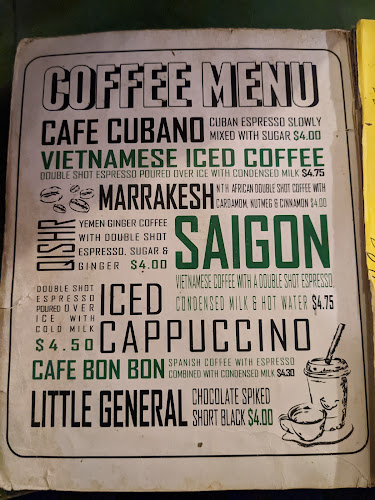 COFFEE MENU
CAFE CUBANO
CUBAN ESPRESSO SLOWLY
MIXED WITH SUGAR $4.00
VIETNAMESE ICED COFFEE
DOUBLE SHOT ESPRESSO POURED OVER ICE WITH CONDENSED MILK $4.75
MARRAKESH
NTH AFRICAN DOUBLE SHOT COFFEE WITH
CARDAMOM, NUTMEG & CINNAMON $4.00
QISHR
YEMEN GINGER COFFEE
WITH DOUBLE SHOT
ESPRESSO, SUGAR &
GINGER $4.00
SAIGON
VIETNAMESE COFFEE WITH A DOUBLE SHOT ESPRESSO,
CONDENSED MILK & HOT WATER $4.75
DOUBLE SHOT
ESPRESSO
POURED OVER
ICE WITH
COLD MILK
$4.50
ICED
CAPPUCCINO
CAFE BON BON
SPANISH COFFEE WITH ESPRESSO
COMBINED WITH CONDENSED MILK $4.30
LITTLE GENERAL
CHOCOLATE SPIKED
SHORT BLACK $4.00